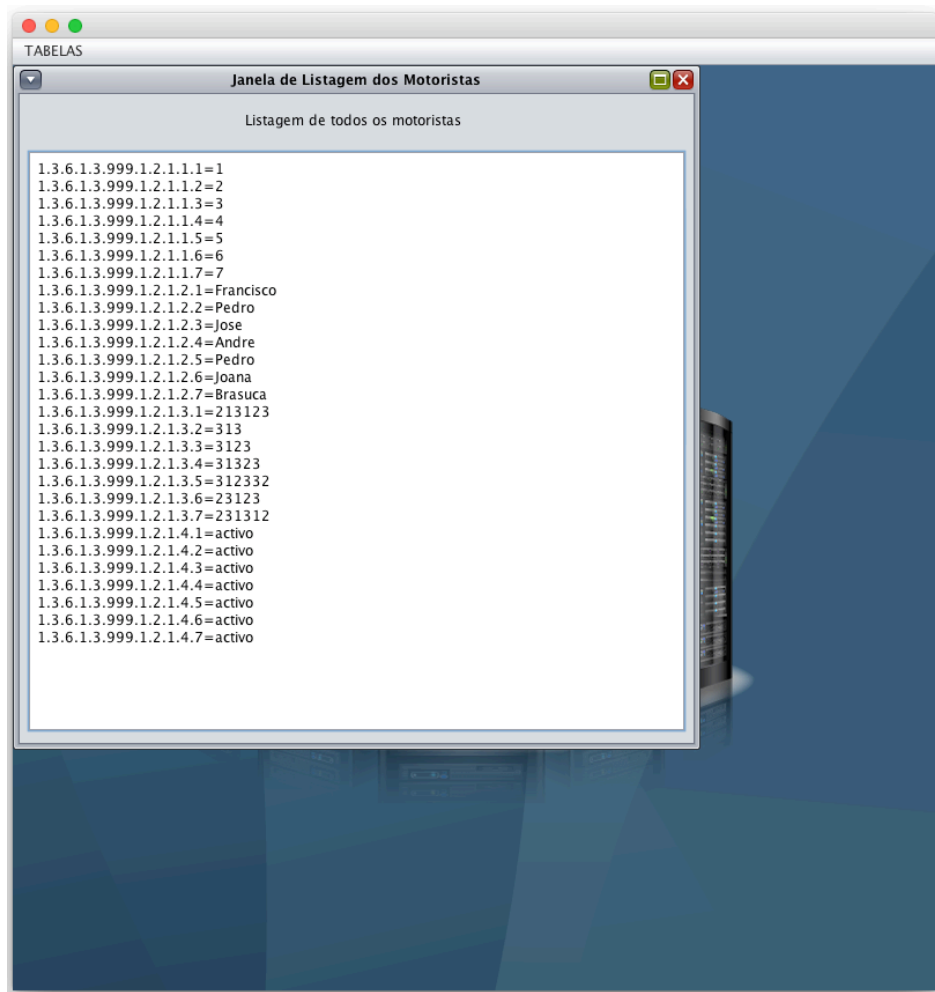 TABELAS
Janela de Listagem dos Motoristas
Listagem de todos os motoristas
1.3.6.1.3.999.1.2.1.1.1=1
1.3.6.1.3.999.1.2.1.1.2=2
1.3.6.1.3.999.1.2.1.1.3=3
1.3.6.1.3.999.1.2.1.1.4=4
1.3.6.1.3.999.1.2.1.1.5=5
1.3.6.1.3.999.1.2.1.1.6=6
1.3.6.1.3.999.1.2.1.1.7=7
1.3.6.1.3.999.1.2.1.2.1=Francisco
1.3.6.1.3.999.1.2.1.2.2=Pedro
1.3.6.1.3.999.1.2.1.2.3=Jose
1.3.6.1.3.999.1.2.1.2.4=Andre
1.3.6.1.3.999.1.2.1.2.5=Pedro
1.3.6.1.3.999.1.2.1.2.6=Joana
1.3.6.1.3.999.1.2.1.2.7=Brasuca
1.3.6.1.3.999.1.2.1.3.1=213123
1.3.6.1.3.999.1.2.1.3.2=313
1.3.6.1.3.999.1.2.1.3.3=3123
1.3.6.1.3.999.1.2.1.3.4=31323
1.3.6.1.3.999.1.2.1.3.5=312332
1.3.6.1.3.999.1.2.1.3.6=23123
1.3.6.1.3.999.1.2.1.3.7=231312
1.3.6.1.3.999.1.2.1.4.1=activo
1.3.6.1.3.999.1.2.1.4.2=activo
1.3.6.1.3.999.1.2.1.4.3=activo
1.3.6.1.3.999.1.2.1.4.4=activo
1.3.6.1.3.999.1.2.1.4.5=activo
1.3.6.1.3.999.1.2.1.4.6=activo
1.3.6.1.3.999.1.2.1.4.7=activo